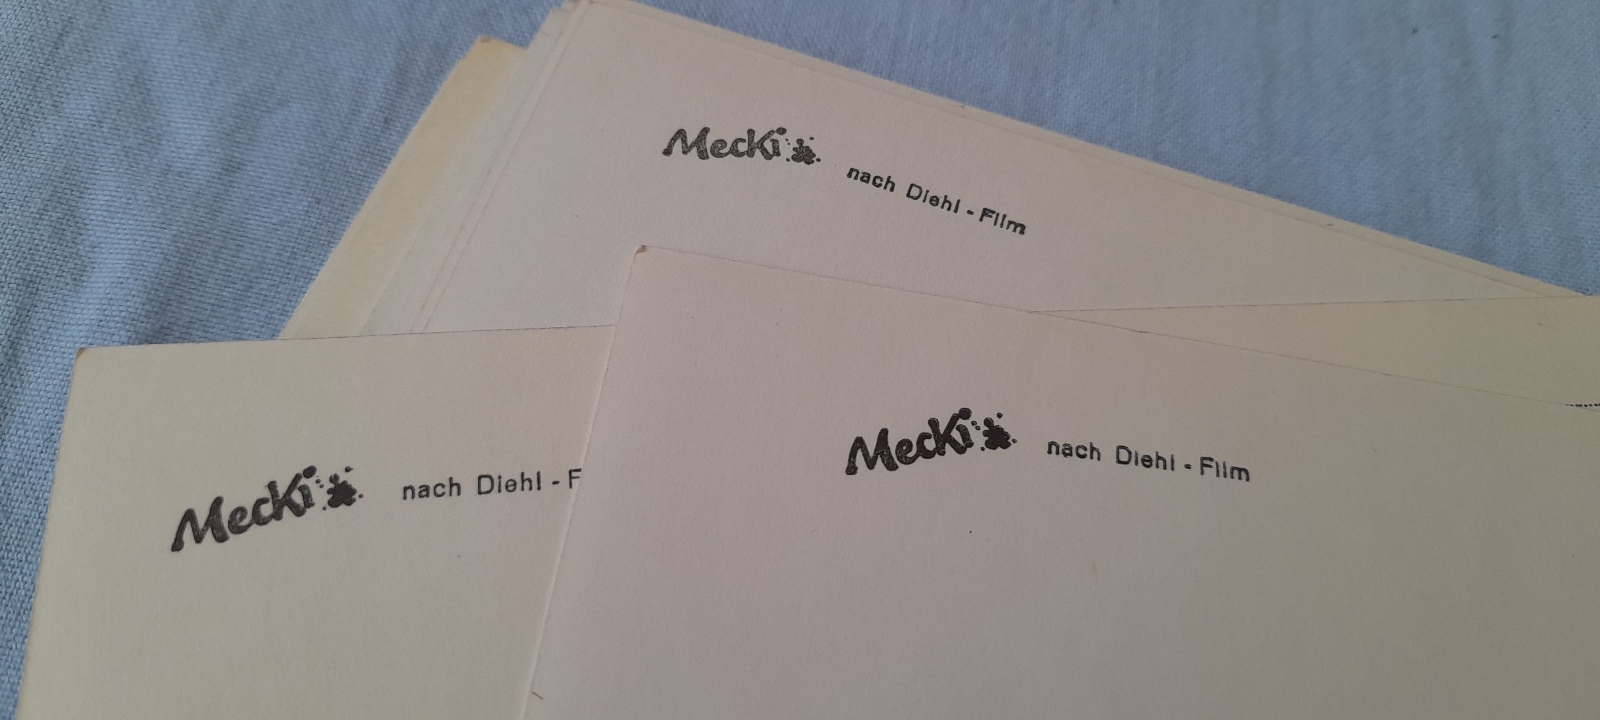 Mecki
nach Diehl - Film
Mecki
nach Diehl - Film
Mecki
nach Diehl - F